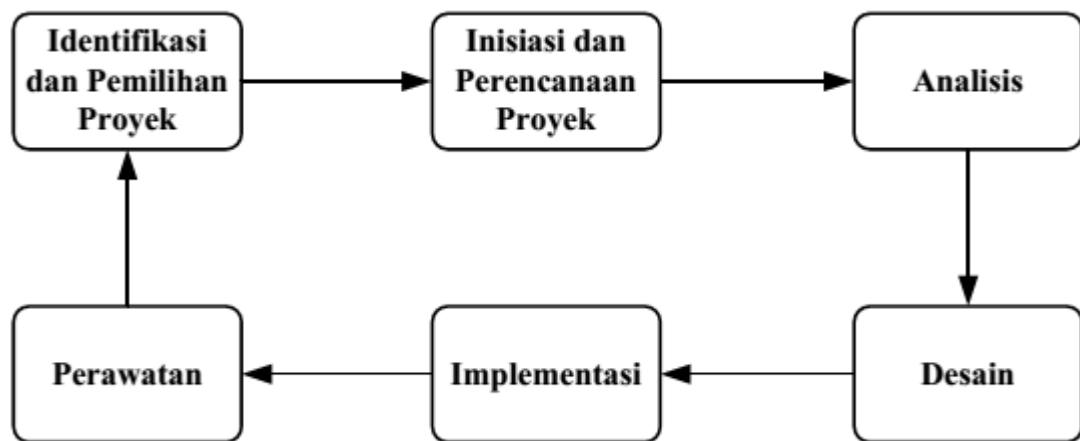 Identifikasi
dan Pemilihan
Proyek
Inisiasi dan
Perencanaan
Proyek
Analisis
Perawatan
Implementasi
Desain